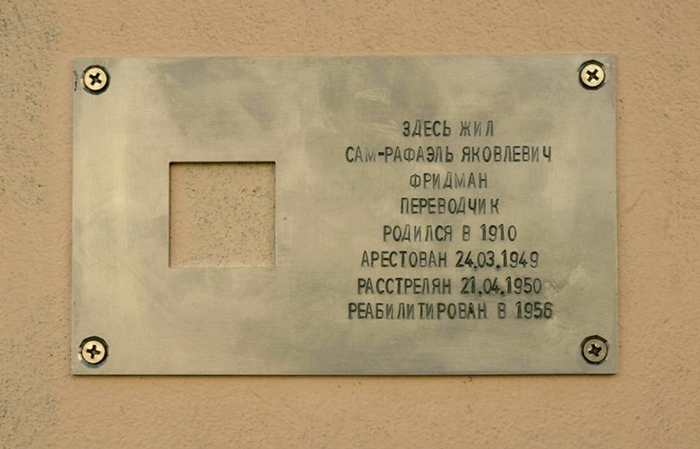 ЗДЕСЬ ЖИЛ
САМ-РАФАЭЛЬ ЯКОВЛЕВИЧ
ФРИДМАН
ПЕРЕВОДЧИК
РОДИЛСЯ В 1910
АРЕСТОВАН 24.03.1949
РАССТРЕЛЯН 21.04.1950
РЕАБИЛИТИРОВАН В 1956